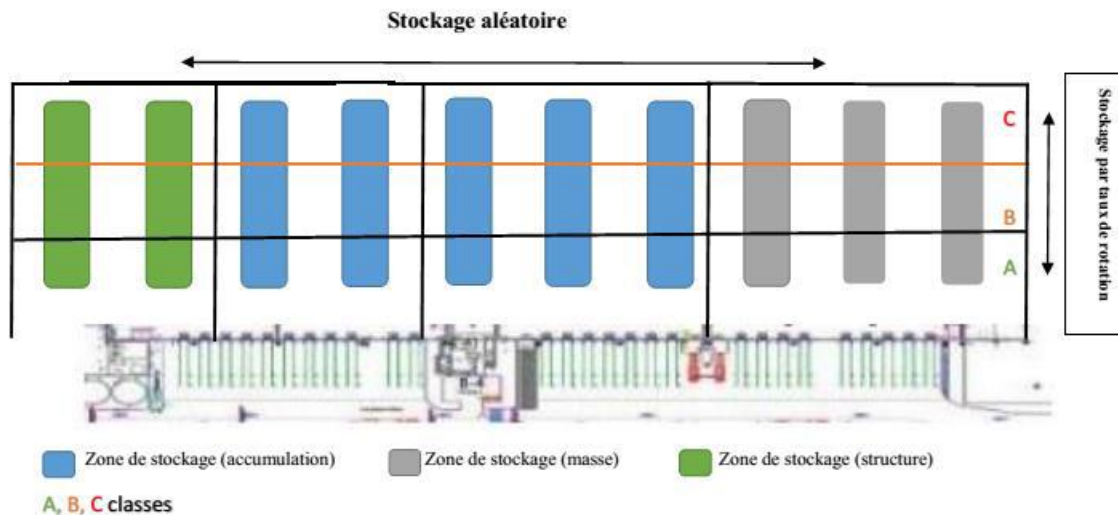 Stockage aléatoire
C
B
A
Stockage par taux de rotation
Zone de stockage (accumulation)
Zone de stockage (masse)
Zone de stockage (structure)
A, B, C classes